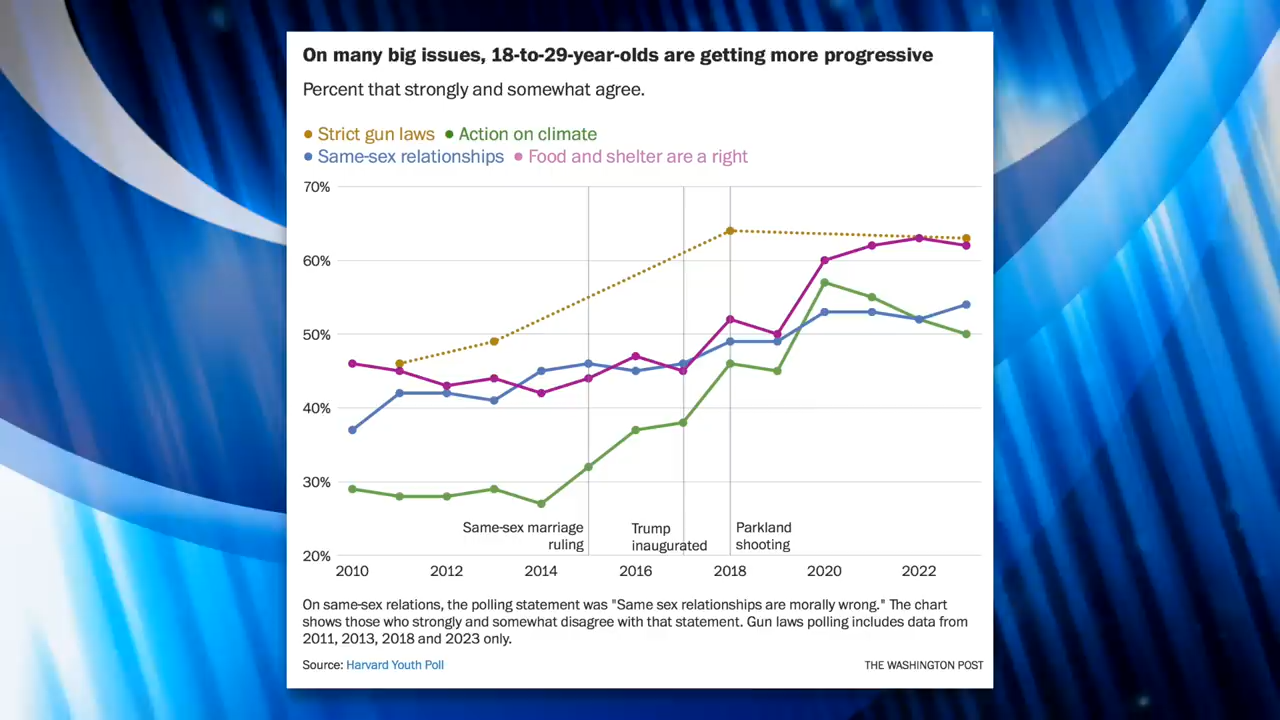 On many big issues, 18-to-29-year-olds are getting more progressive
Percent that strongly and somewhat agree.
Strict gun laws Action on climate
Same-sex relationships Food and shelter are a right
70%
60%
50%
40%
30%
20%
Same-sex marriage
ruling
Trump
inaugurated
Parkland
shooting
2010 2012 2014 2016 2018 2020 2022
On same-sex relations, the polling statement was "Same sex relationships are morally wrong." The chart
shows those who strongly and somewhat disagree with that statement. Gun laws polling includes data from
2011, 2013, 2018 and 2023 only.
Source: Harvard Youth Poll THE WASHINGTON POST